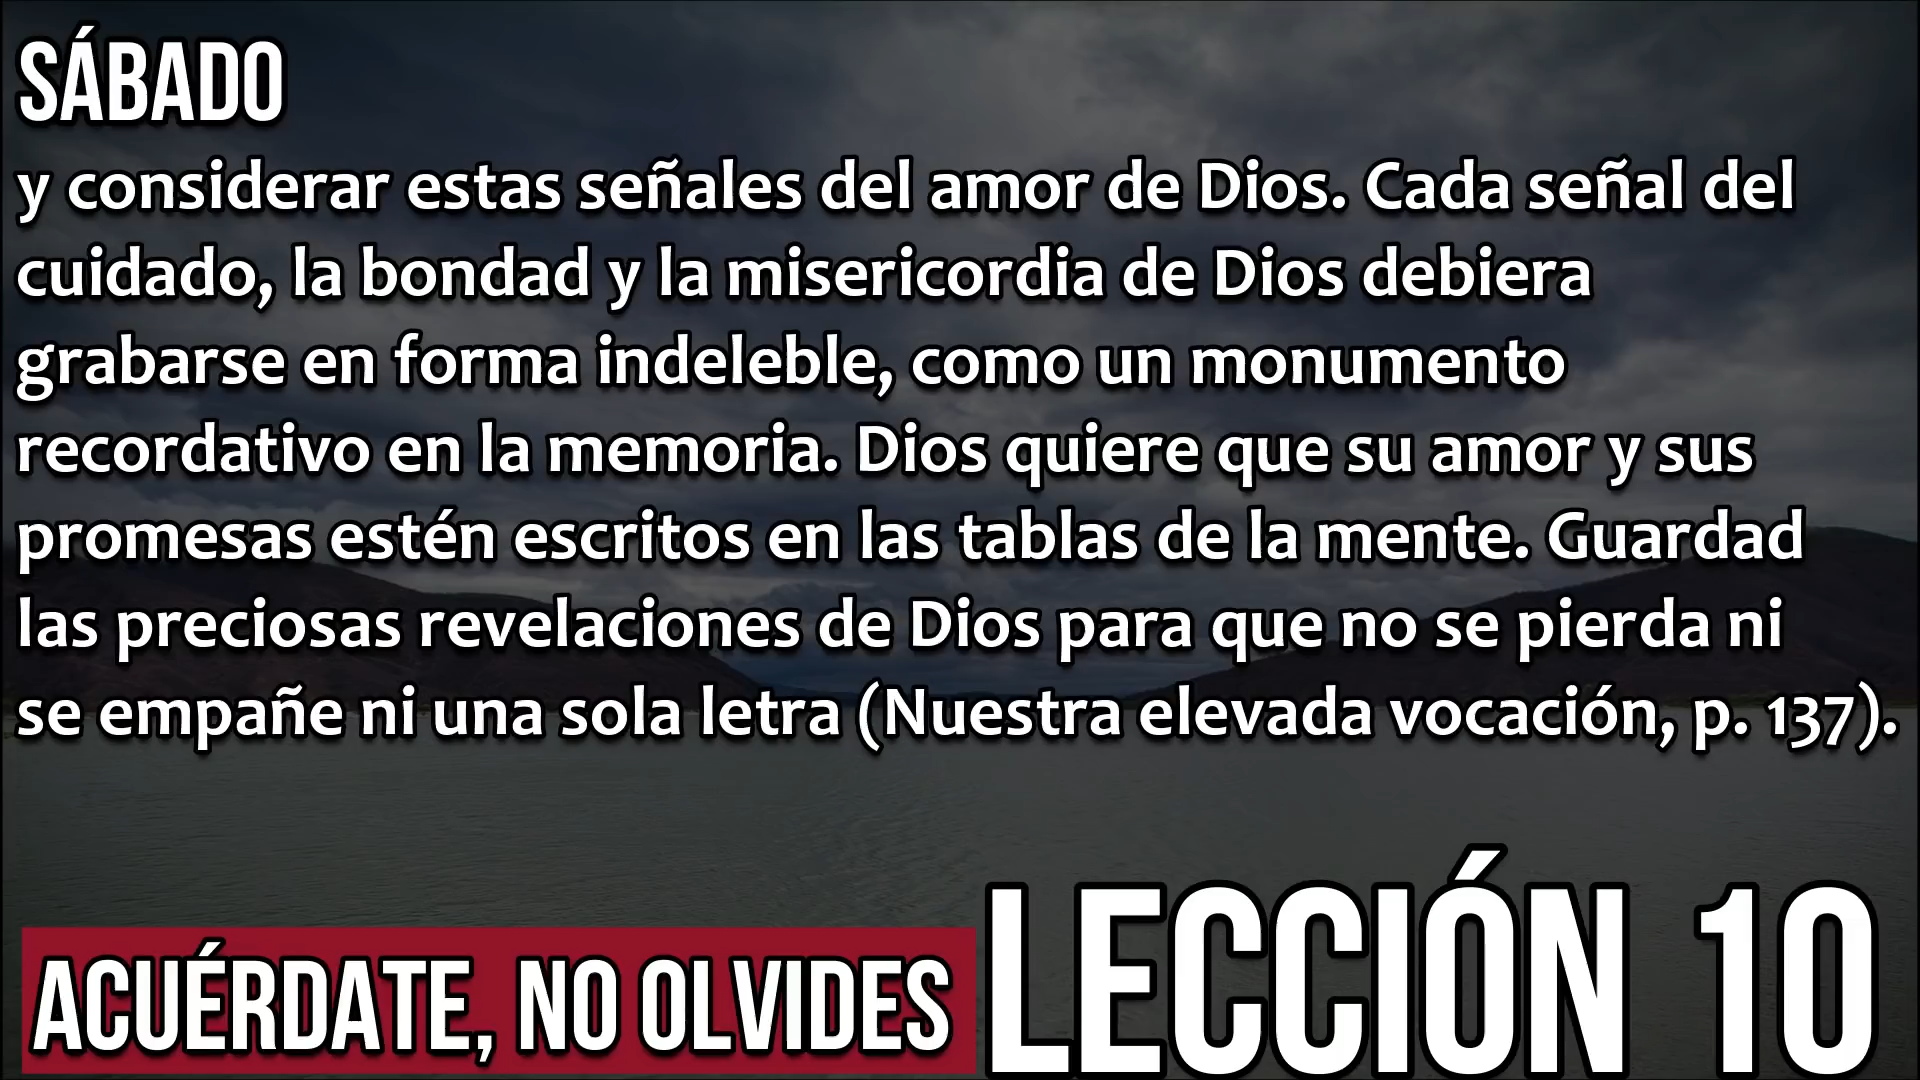 SÁBADO
y considerar estas señales del amor de Dios. Cada señal del
cuidado, la bondad y la misericordia de Dios debiera
grabarse en forma indeleble, como un monumento
recordativo en la memoria. Dios quiere que su amor y sus
promesas estén escritos en las tablas de la mente. Guardad
las preciosas revelaciones de Dios para que no se pierda ni
se empañe ni una sola letra (Nuestra elevada vocación, p. 137).
ACUÉRDATE, NO OLVIDES
LECCIÓN 10